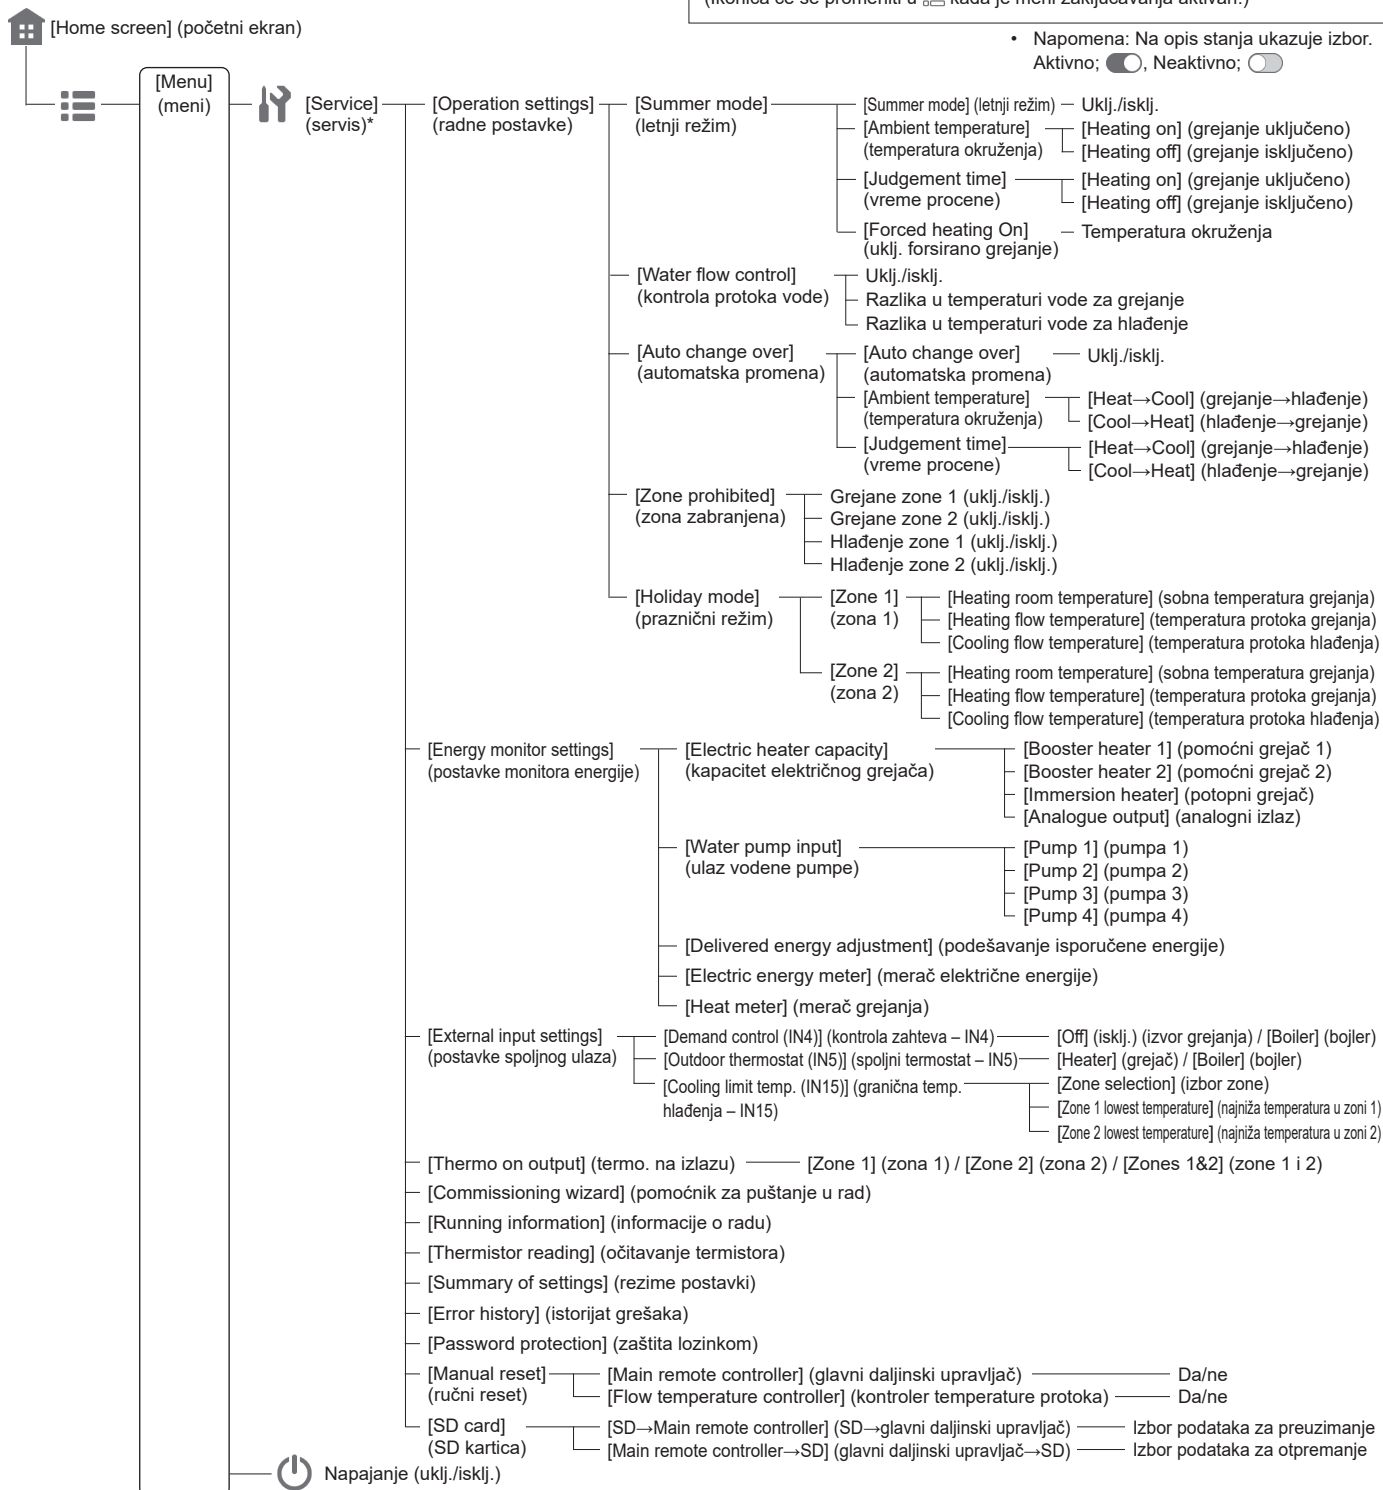 (Ikonica će se promeniti u kada je meni zaključavanja aktivan.)
[Home screen] (početni ekran)
• Napomena: Na opis stanja ukazuje izbor.
Aktivno; , Neaktivno;
[Menu]
(meni)
[Service]
(servis)*
[Operation settings]
(radne postavke)
[Summer mode]
(letnji režim)
[Summer mode] (letnji režim)
Uklj./isklj.
[Ambient temperature]
(temperatura okruženja)
[Heating on] (grejanje uključeno)
[Heating off] (grejanje isključeno)
[Judgement time]
(vreme procene)
[Heating on] (grejanje uključeno)
[Heating off] (grejanje isključeno)
[Forced heating On]
(uklj. forsirano grejanje)
Temperatura okruženja
[Water flow control]
(kontrola protoka vode)
Uklj./isklj.
Razlika u temperaturi vode za grejanje
Razlika u temperaturi vode za hlađenje
[Auto change over]
(automatska promena)
[Auto change over]
(automatska promena)
Uklj./isklj.
[Ambient temperature]
(temperatura okruženja)
[Heat→Cool] (grejanje→hlađenje)
[Cool→Heat] (hlađenje→grejanje)
[Judgement time]
(vreme procene)
[Heat→Cool] (grejanje→hlađenje)
[Cool→Heat] (hlađenje→grejanje)
[Zone prohibited]
(zona zabranjena)
Grejane zone 1 (uklj./isklj.)
Grejane zone 2 (uklj./isklj.)
Hlađenje zone 1 (uklj./isklj.)
Hlađenje zone 2 (uklj./isklj.)
[Holiday mode]
(praznični režim)
[Zone 1]
(zona 1)
[Heating room temperature] (sobna temperatura grejanja)
[Heating flow temperature] (temperatura protoka grejanja)
[Cooling flow temperature] (temperatura protoka hlađenja)
[Zone 2]
(zona 2)
[Heating room temperature] (sobna temperatura grejanja)
[Heating flow temperature] (temperatura protoka grejanja)
[Cooling flow temperature] (temperatura protoka hlađenja)
[Energy monitor settings]
(postavke monitora energije)
[Electric heater capacity]
(kapacitet električnog grejača)
[Booster heater 1] (pomoćni grejač 1)
[Booster heater 2] (pomoćni grejač 2)
[Immersion heater] (potopni grejač)
[Analogue output] (analogni izlaz)
[Water pump input]
(ulaz vodene pumpe)
[Pump 1] (pumpa 1)
[Pump 2] (pumpa 2)
[Pump 3] (pumpa 3)
[Pump 4] (pumpa 4)
[Delivered energy adjustment] (podešavanje isporučene energije)
[Electric energy meter] (merač električne energije)
[Heat meter] (merač grejanja)
[External input settings]
(postavke spoljnog ulaza)
[Demand control (IN4)] (kontrola zahteva – IN4)
[Off] (isklj.) (izvor grejanja) / [Boiler] (bojler)
[Outdoor thermostat (IN5)] (spoljni termostat – IN5)
[Heater] (grejač) / [Boiler] (bojler)
[Cooling limit temp. (IN15)] (granična temp.
hlađenja – IN15)
[Zone selection] (izbor zone)
[Zone 1 lowest temperature] (najniža temperatura u zoni 1)
[Zone 2 lowest temperature] (najniža temperatura u zoni 2)
[Thermo on output] (termo. na izlazu)
[Zone 1] (zona 1) / [Zone 2] (zona 2) / [Zones 1&2] (zone 1 i 2)
[Commissioning wizard] (pomoćnik za puštanje u rad)
[Running information] (informacije o radu)
[Thermistor reading] (očitavanje termistora)
[Summary of settings] (rezime postavki)
[Error history] (istorijat grešaka)
[Password protection] (zaštita lozinkom)
[Manual reset]
(ručni reset)
[Main remote controller] (glavni daljinski upravljač)
Da/ne
[Flow temperature controller] (kontroler temperature protoka)
Da/ne
[SD card]
(SD kartica)
[SD→Main remote controller] (SD→glavni daljinski upravljač)
Izbor podataka za preuzimanje
[Main remote controller→SD] (glavni daljinski upravljač→SD)
Izbor podataka za otpremanje
Napajanje (uklj./isklj.)